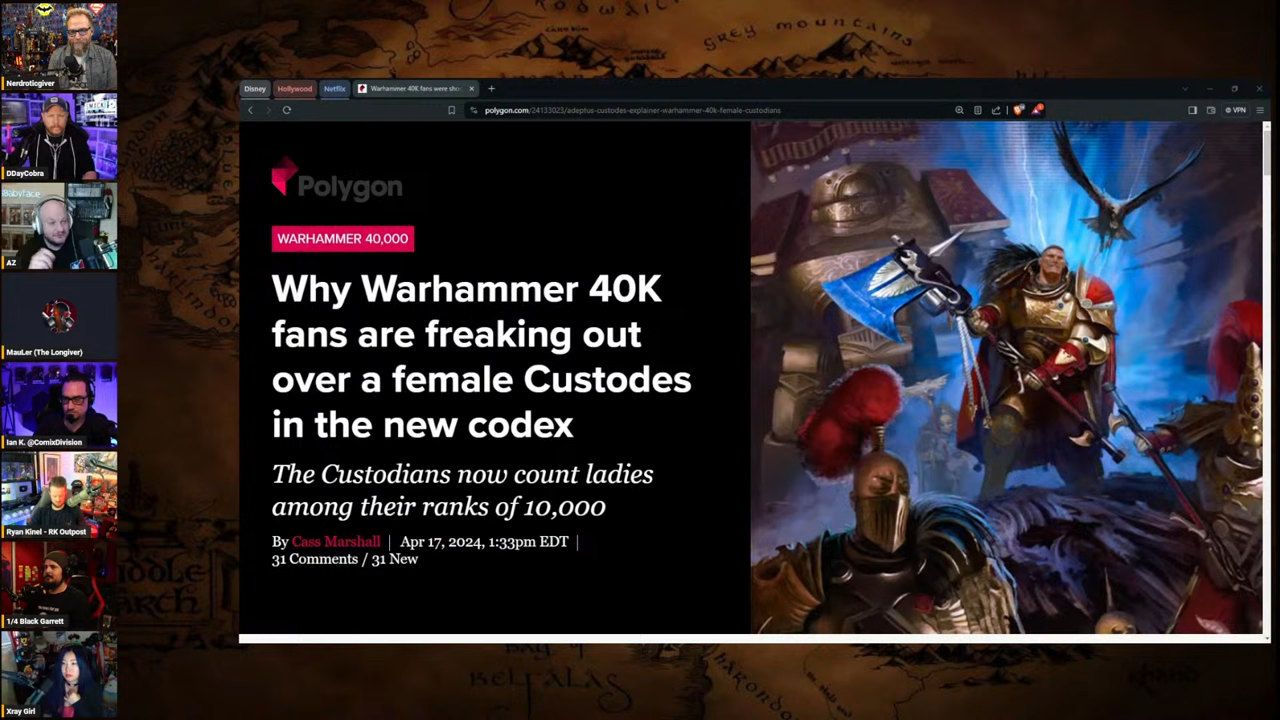 Nerdroticgiver
DDayCobra
Babyface
AZ
MauLer (The Longiver)
Ian K. @ComixDivision
Ryan Kinel - RK Outpost
1/4 Black Garrett
Xray Girl
GREY MOUNTAINS
Disney
Hollywood
Netflix
Warhammer 40K fans were sho
polygon.com/24133023/adeptus-custodes-explainer-warhammer-40k-female-custodians
VPN
Polygon
WARHAMMER 40,000
Why Warhammer 40K
fans are freaking out
over a female Custodes
in the new codex
The Custodians now count ladies
among their ranks of 10,000
By Cass Marshall | Apr 17, 2024, 1:33pm EDT |
31 Comments / 31 New
BELFALAS